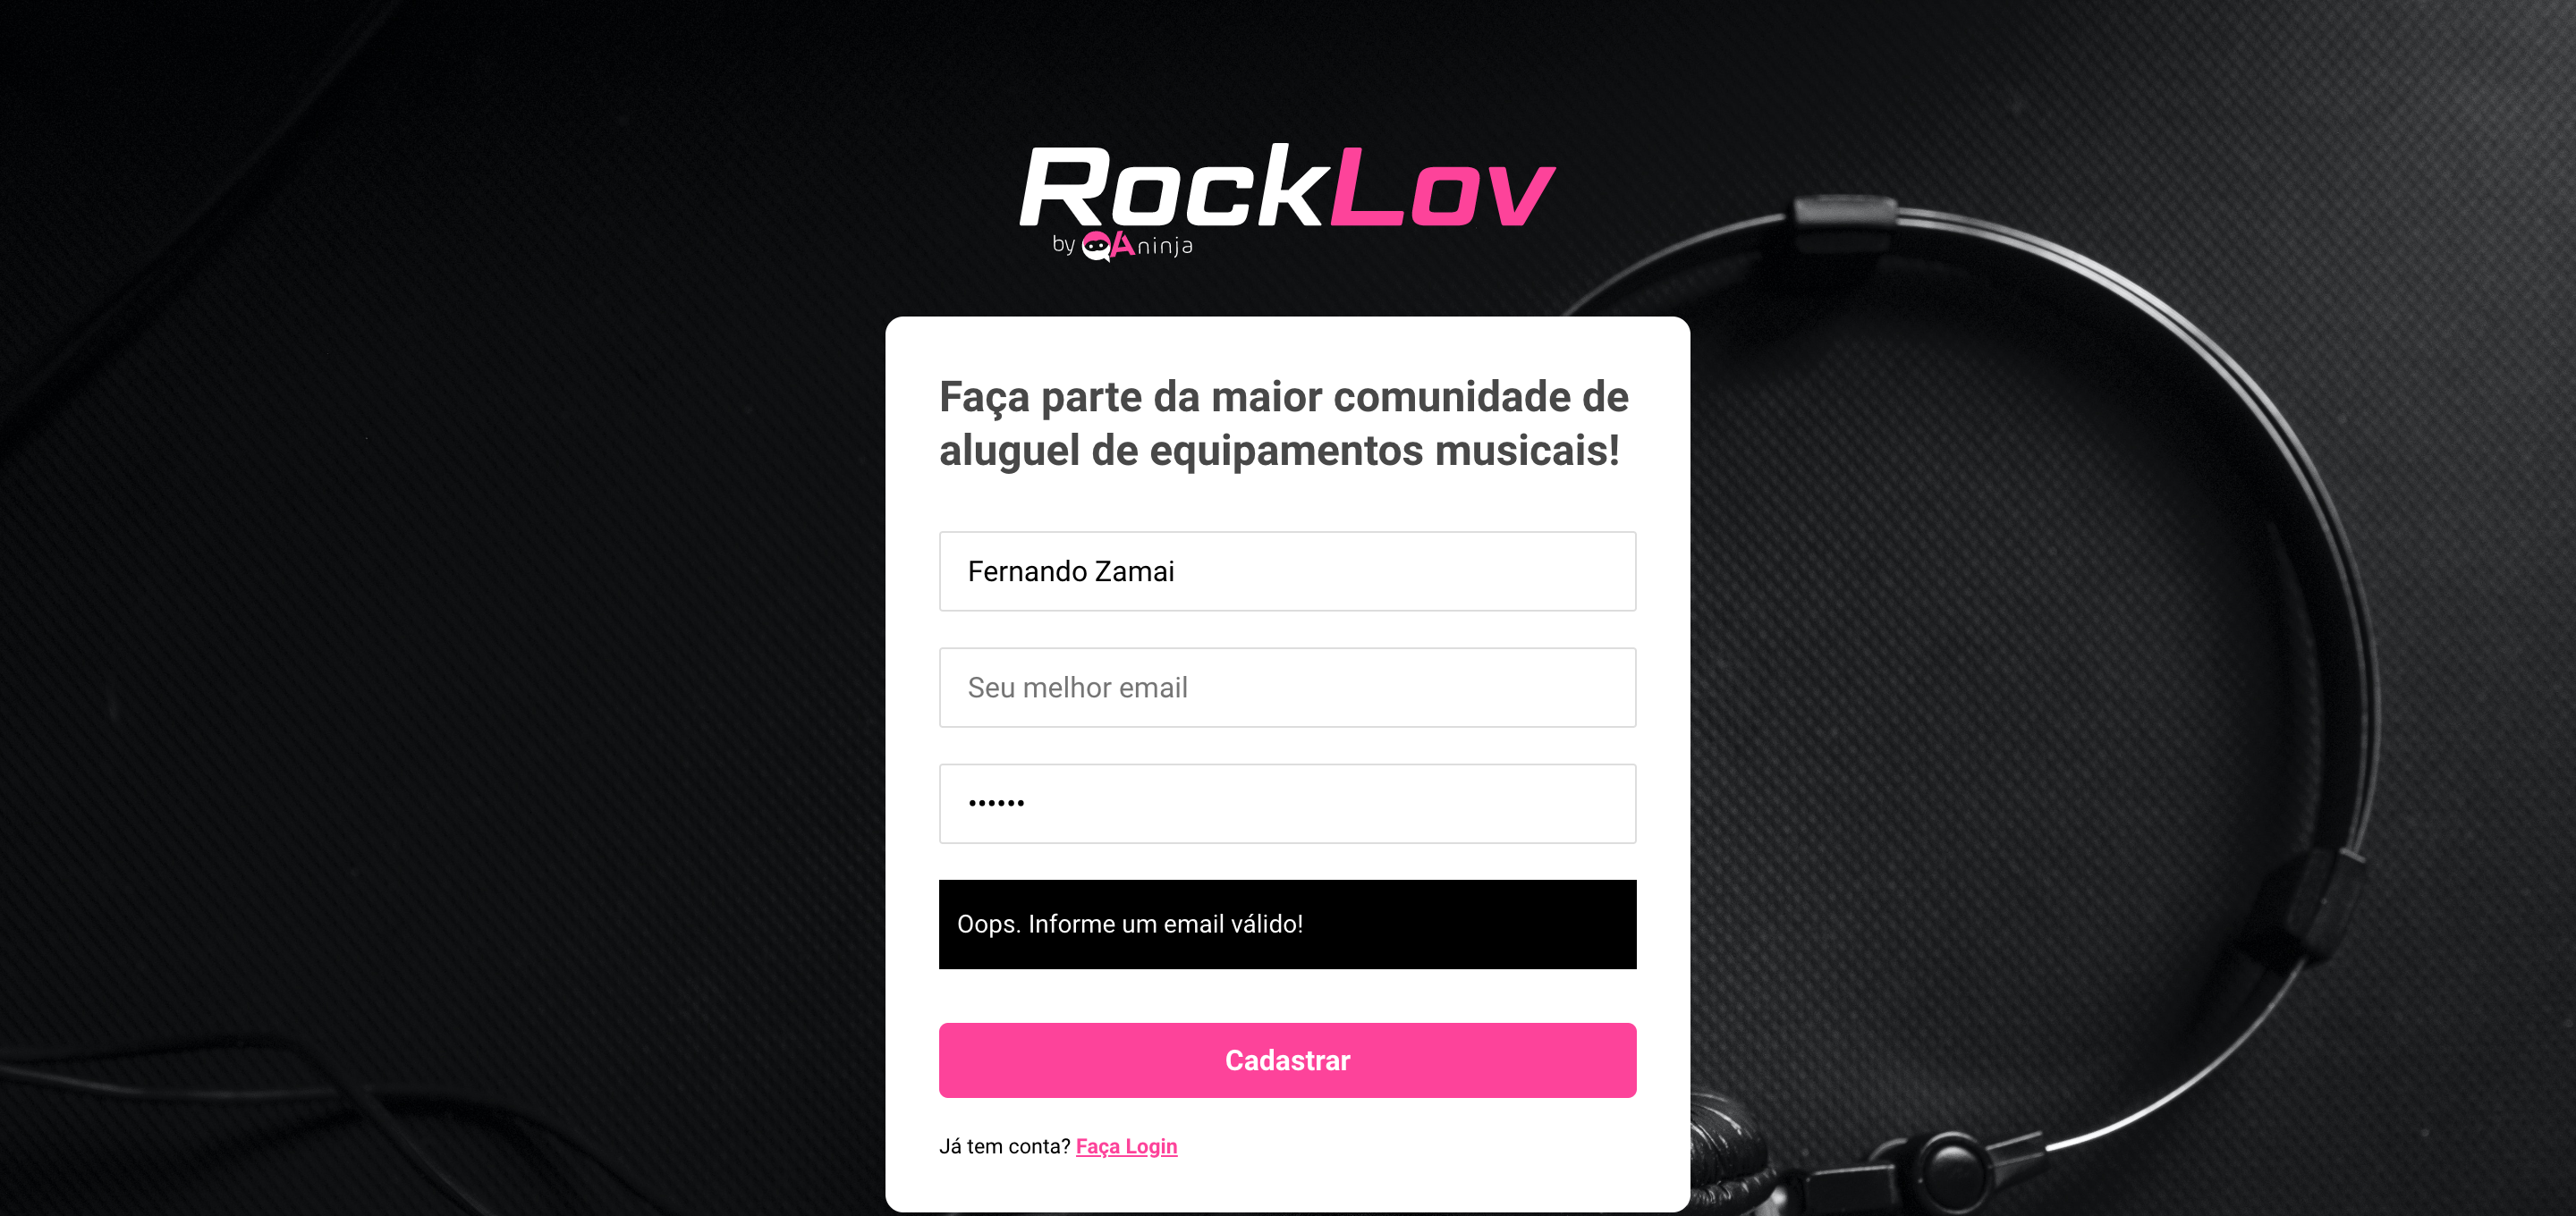 RockLov
by QAninja
Faça parte da maior comunidade de
aluguel de equipamentos musicais!
Fernando Zamai
Seu melhor email
••••••
Oops. Informe um email válido!
Cadastrar
Já tem conta? Faça Login